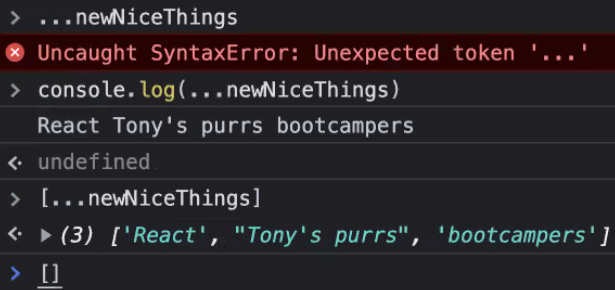 > ...newNiceThings
Uncaught SyntaxError: Unexpected token '...'
> console.log(...newNiceThings)
React Tony's purrs bootcampers
undefined
> [...newNiceThings]
(3) ['React', "Tony's purrs", 'bootcampers']
> []